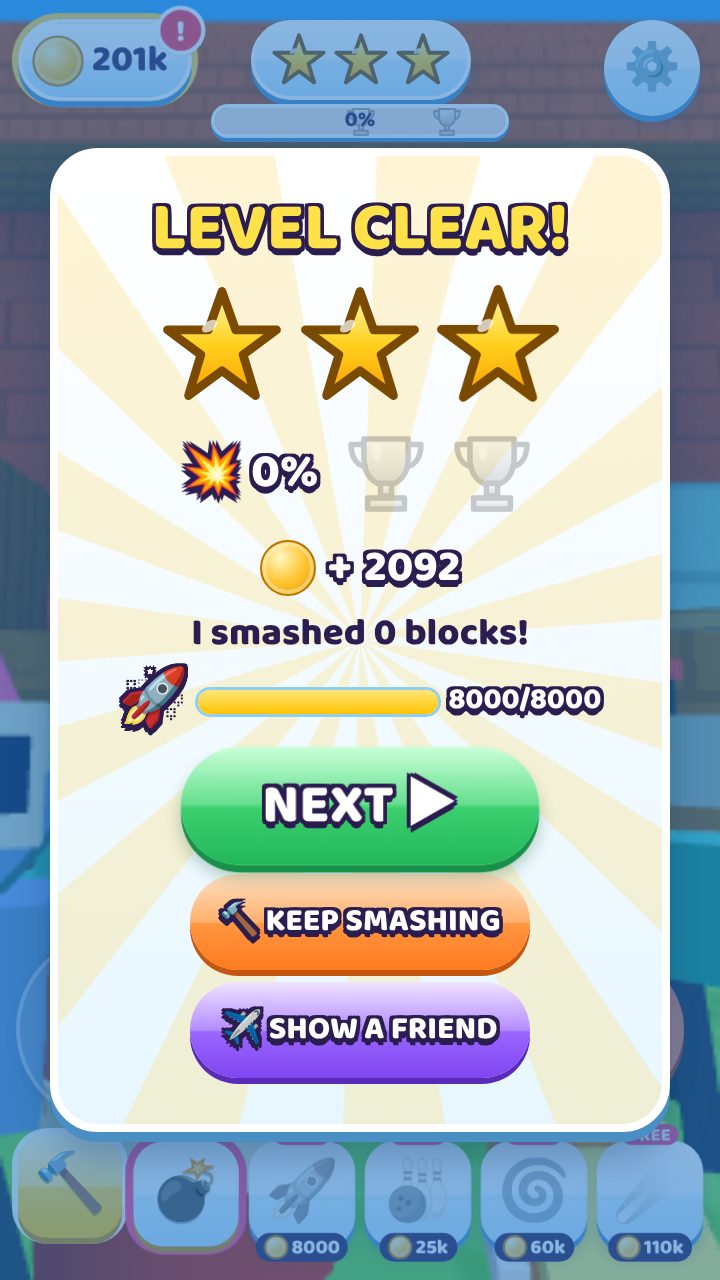 201k
!
0%
LEVEL CLEAR!
0%
+ 2092
I smashed 0 blocks!
8000/8000
NEXT
KEEP SMASHING
SHOW A FRIEND
8000
25k
60k
110k